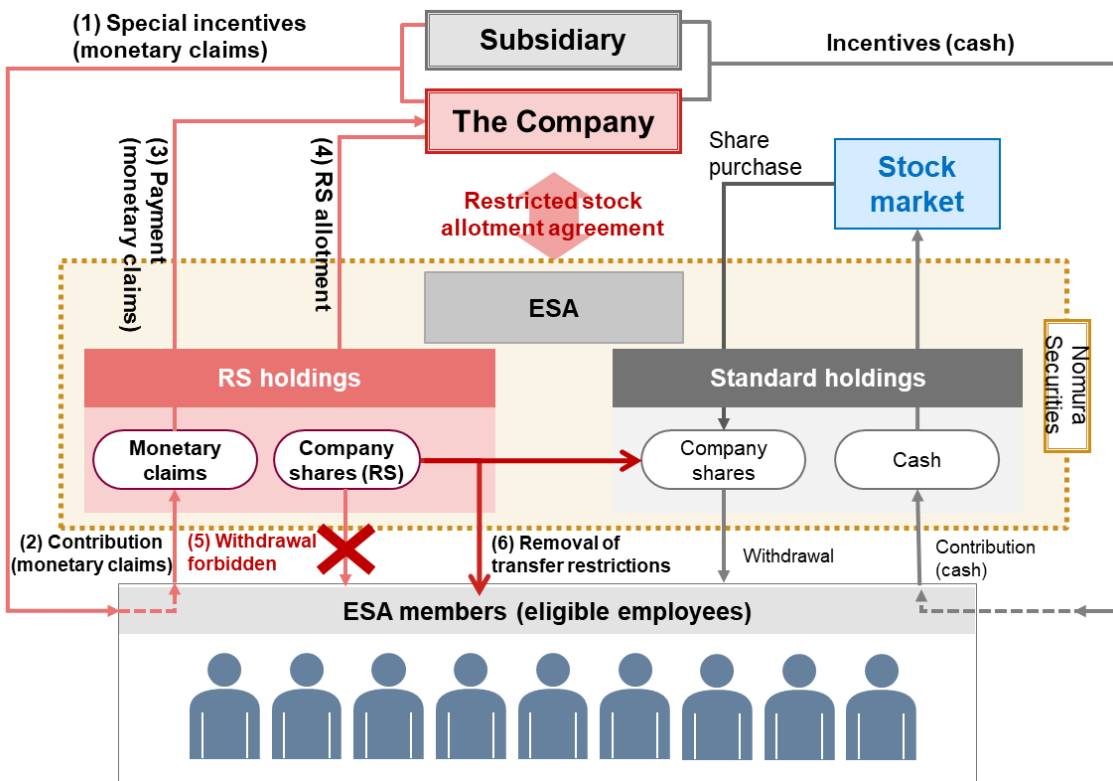 (1) Special incentives
(monetary claims)
Subsidiary
Incentives (cash)
The Company
(3) Payment
(monetary claims)
(4) RS allotment
Share
purchase
Stock
market
Restricted stock
allotment agreement
ESA
Nomura
Securities
RS holdings
Standard holdings
Monetary
claims
Company
shares (RS)
Company
shares
Cash
(2) Contribution
(monetary claims)
(5) Withdrawal
forbidden
(6) Removal of
transfer restrictions
Withdrawal
Contribution
(cash)
ESA members (eligible employees)